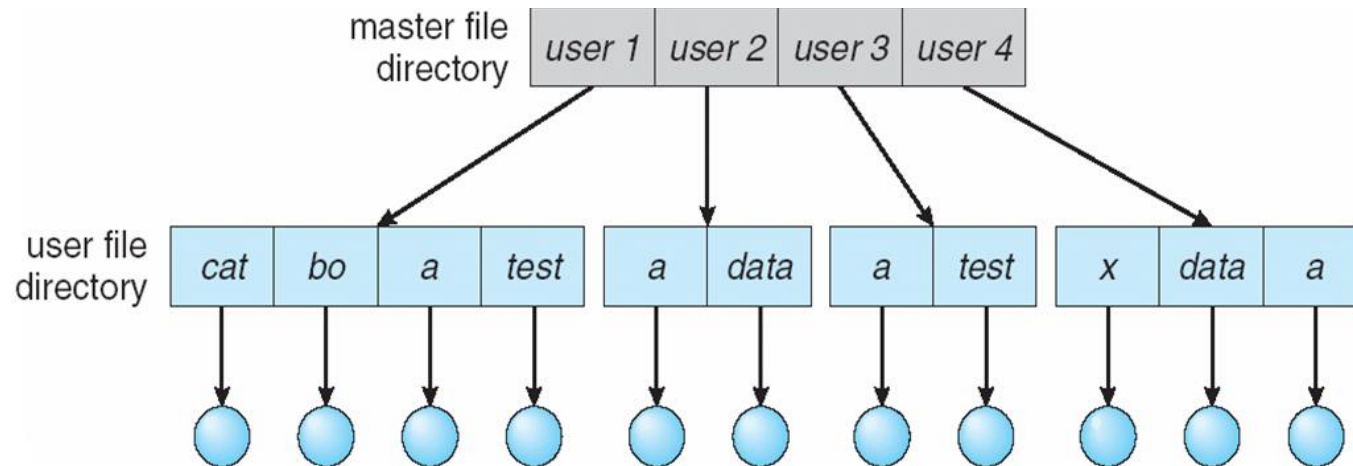 master file
directory
user 1 user 2 user 3 user 4
user file
directory
cat bo a test a data a test x data a